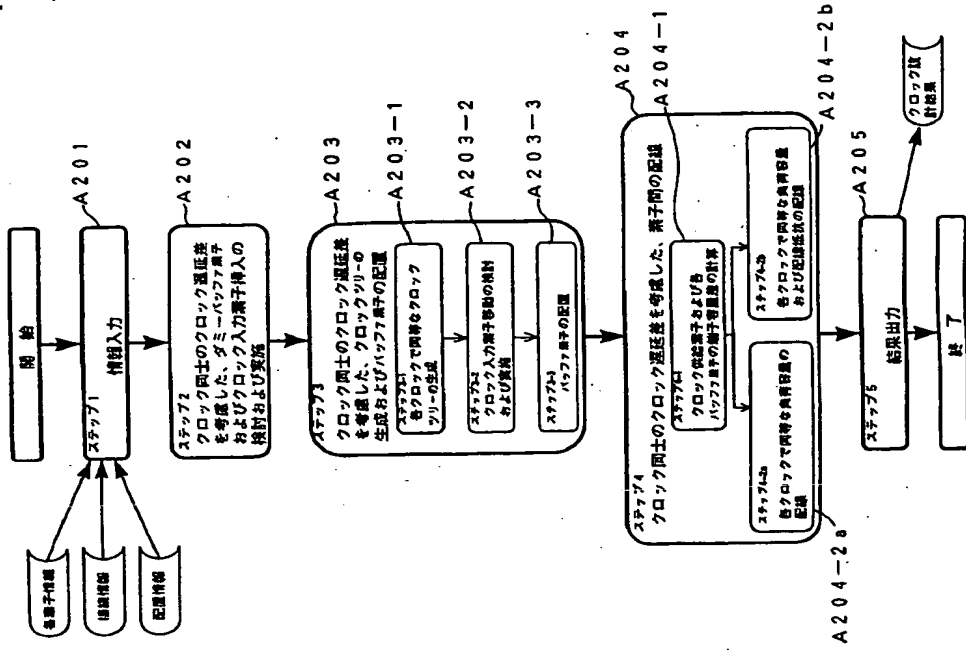 開始
各素子情報
接続情報
配置情報
ステップ1
情報入力
A201
ステップ2
クロック同士のクロック遅延差
を考慮した、ダミーバッファ素子
およびクロック入力素子挿入の
検討および実施
A202
ステップ3
クロック同士のクロック遅延差
を考慮した、クロックツリーの
生成およびバッファ素子の配置
A203
ステップ3-1
各クロックで同等なクロック
ツリーの生成
A203-1
ステップ3-2
クロック入力素子移動の検討
および実施
A203-2
ステップ3-3
バッファ素子の配置
A203-3
ステップ4
クロック同士のクロック遅延差を考慮した、素子間の配線
A204
ステップ4-1
クロック供給素子および各
バッファ素子の端子容量差の計算
A204-1
ステップ4-2a
各クロックで同等な負荷容量の
配線
A204-2a
ステップ4-2b
各クロックで同等な負荷容量
および配線抵抗の配線
A204-2b
ステップ5
結果出力
A205
クロック設
計結果
終了